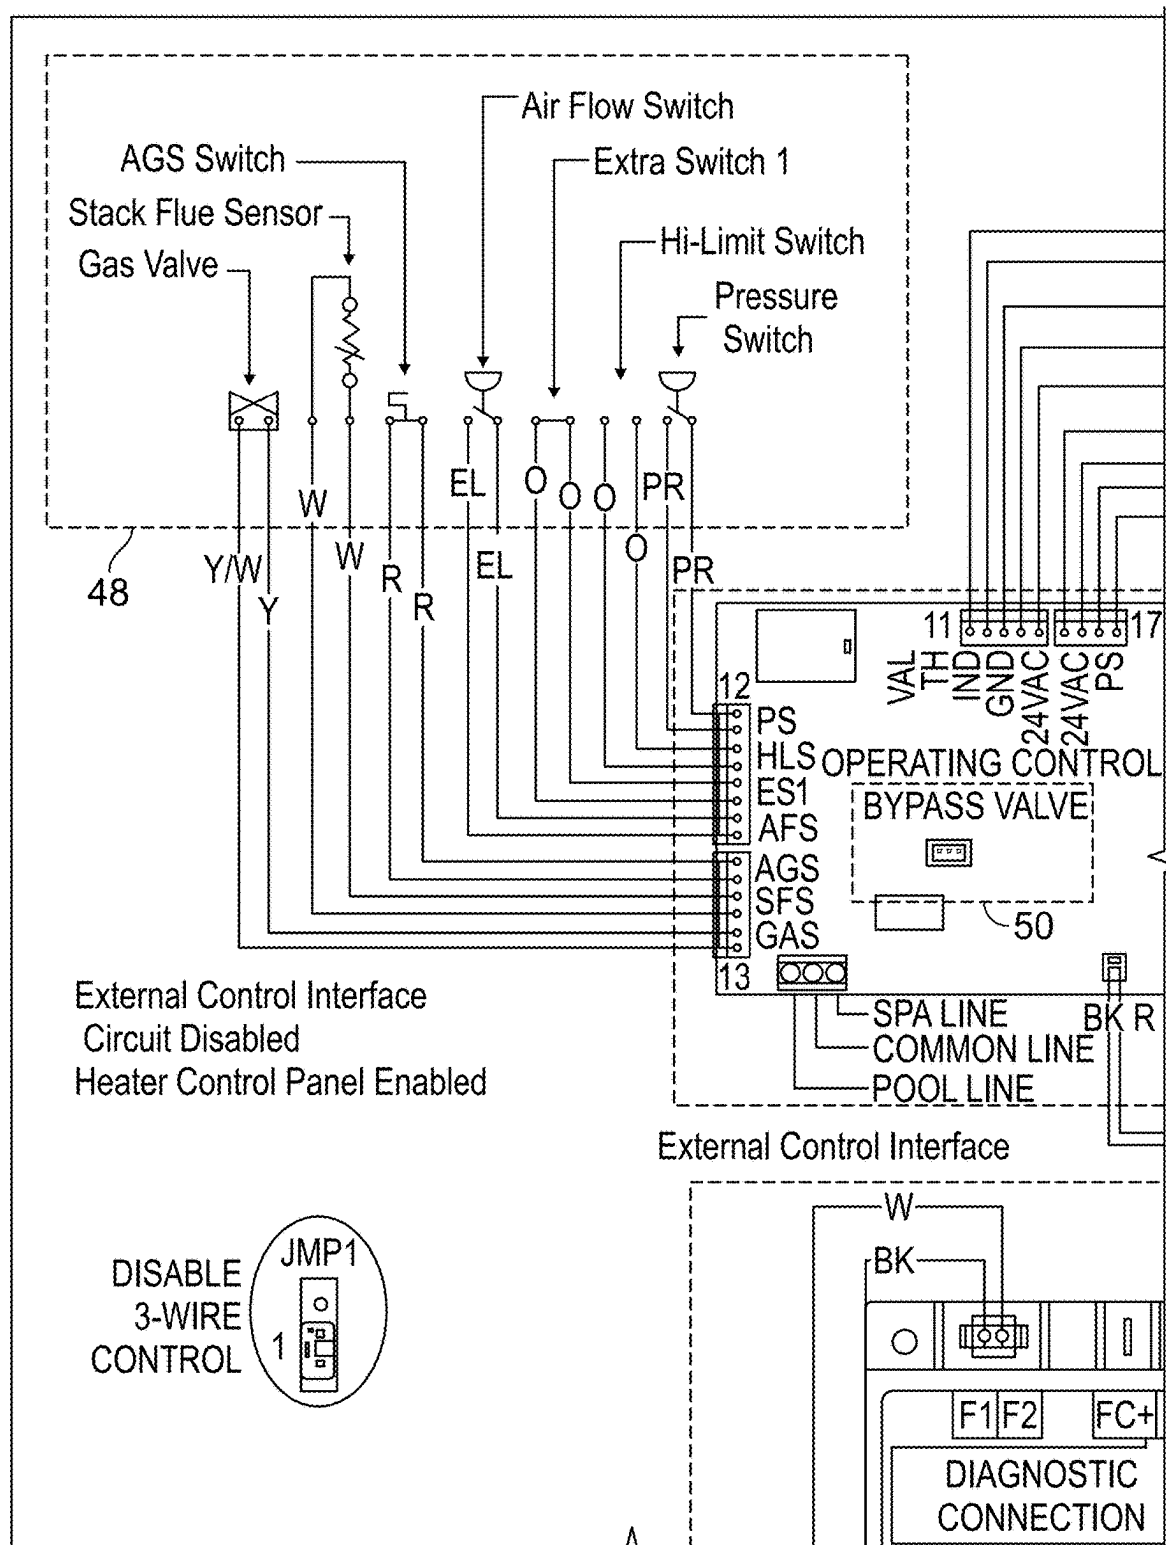 Air Flow Switch
AGS Switch
Extra Switch 1
Stack Flue Sensor
Hi-Limit Switch
Gas Valve
Pressure
Switch
EL
O
O
O
PR
W
O
48
Y/W
W
R
EL
PR
Y
R
11
17
VAL
TH
IND
GND
24VAC
24VAC
PS
12
PS
HLS
OPERATING CONTROL
ES1
BYPASS VALVE
AFS
AGS
SFS
GAS
50
13
External Control Interface
Circuit Disabled
Heater Control Panel Enabled
SPA LINE
BK R
COMMON LINE
POOL LINE
External Control Interface
W
BK
JMP1
DISABLE
3-WIRE
CONTROL
1
F1 F2
FC+
DIAGNOSTIC
CONNECTION